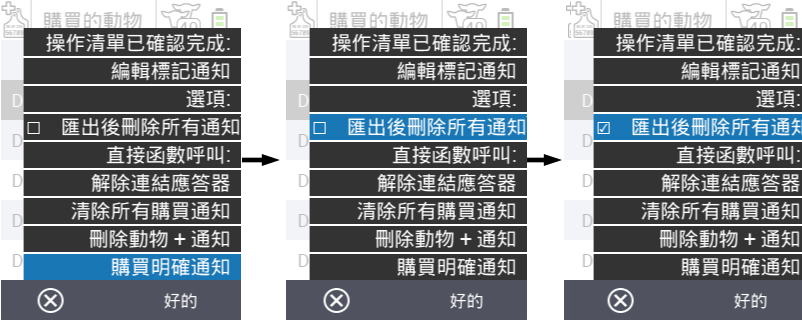 購買的動物
操作清單已確認完成:
編輯標記通知
選項:
☐ 匯出後刪除所有通知
直接函數呼叫:
解除連結應答器
清除所有購買通知
刪除動物 + 通知
購買明確通知
好的
購買的動物
操作清單已確認完成:
編輯標記通知
選項:
☐ 匯出後刪除所有通知
直接函數呼叫:
解除連結應答器
清除所有購買通知
刪除動物 + 通知
購買明確通知
好的
購買的動物
操作清單已確認完成:
編輯標記通知
選項:
☑ 匯出後刪除所有通知
直接函數呼叫:
解除連結應答器
清除所有購買通知
刪除動物 + 通知
購買明確通知
好的